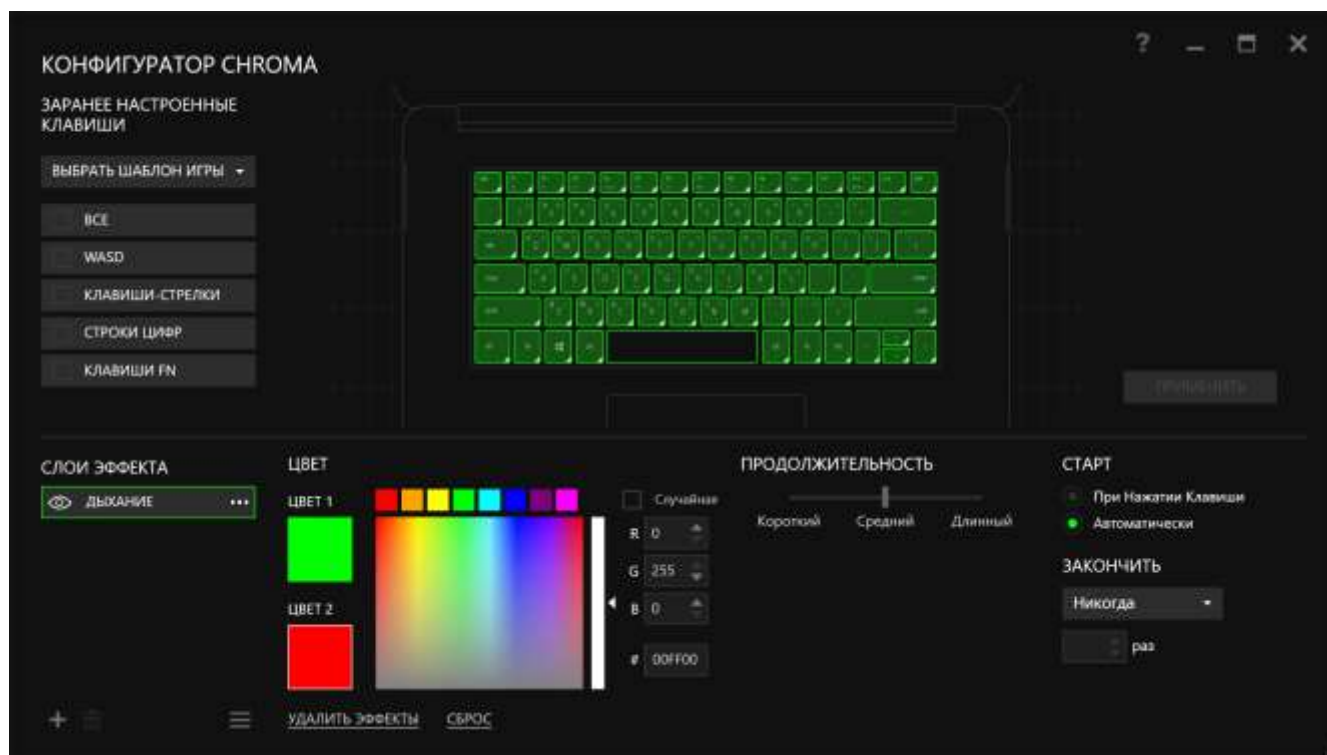 ?
КОНФИГУРАТОР CHROMA
ЗАРАНЕЕ НАСТРОЕННЫЕ
КЛАВИШИ
ВЫБРАТЬ ШАБЛОН ИГРЫ
ВСЕ
WASD
КЛАВИШИ-СТРЕЛКИ
СТРОКИ ЦИФР
КЛАВИШИ FN
ПРИМЕНИТЬ
СЛОИ ЭФФЕКТА
ДЫХАНИЕ
ЦВЕТ
ЦВЕТ 1
ЦВЕТ 2
Случайная
R 0
G 255
B 0
# 00FF00
УДАЛИТЬ ЭФФЕКТЫ СБРОС
ПРОДОЛЖИТЕЛЬНОСТЬ
Короткий Средний Длинный
СТАРТ
При Нажатии Клавиши
Автоматически
ЗАКОНЧИТЬ
Никогда
раз